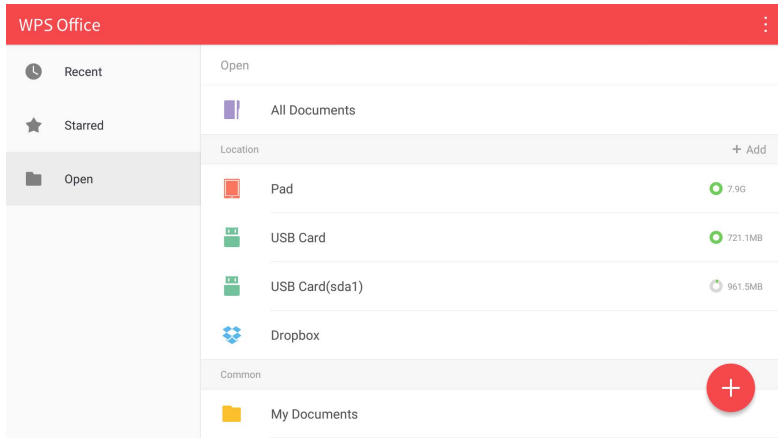 WPS Office
Recent
Starred
Open
Open
All Documents
Location
+ Add
Pad
7.9G
USB Card
721.1MB
USB Card(sda1)
961.5MB
Dropbox
Common
My Documents